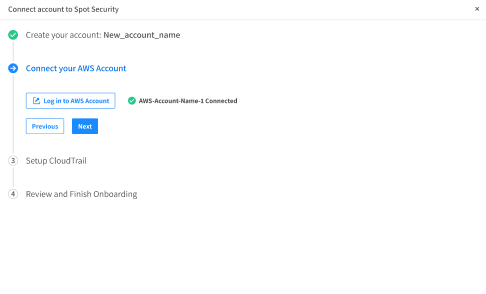 Connect account to Spot Security ×
Create your account: New_account_name
Connect your AWS Account
Log in to AWS Account AWS-Account-Name-1 Connected
Previous Next
3 Setup CloudTrail
4 Review and Finish Onboarding